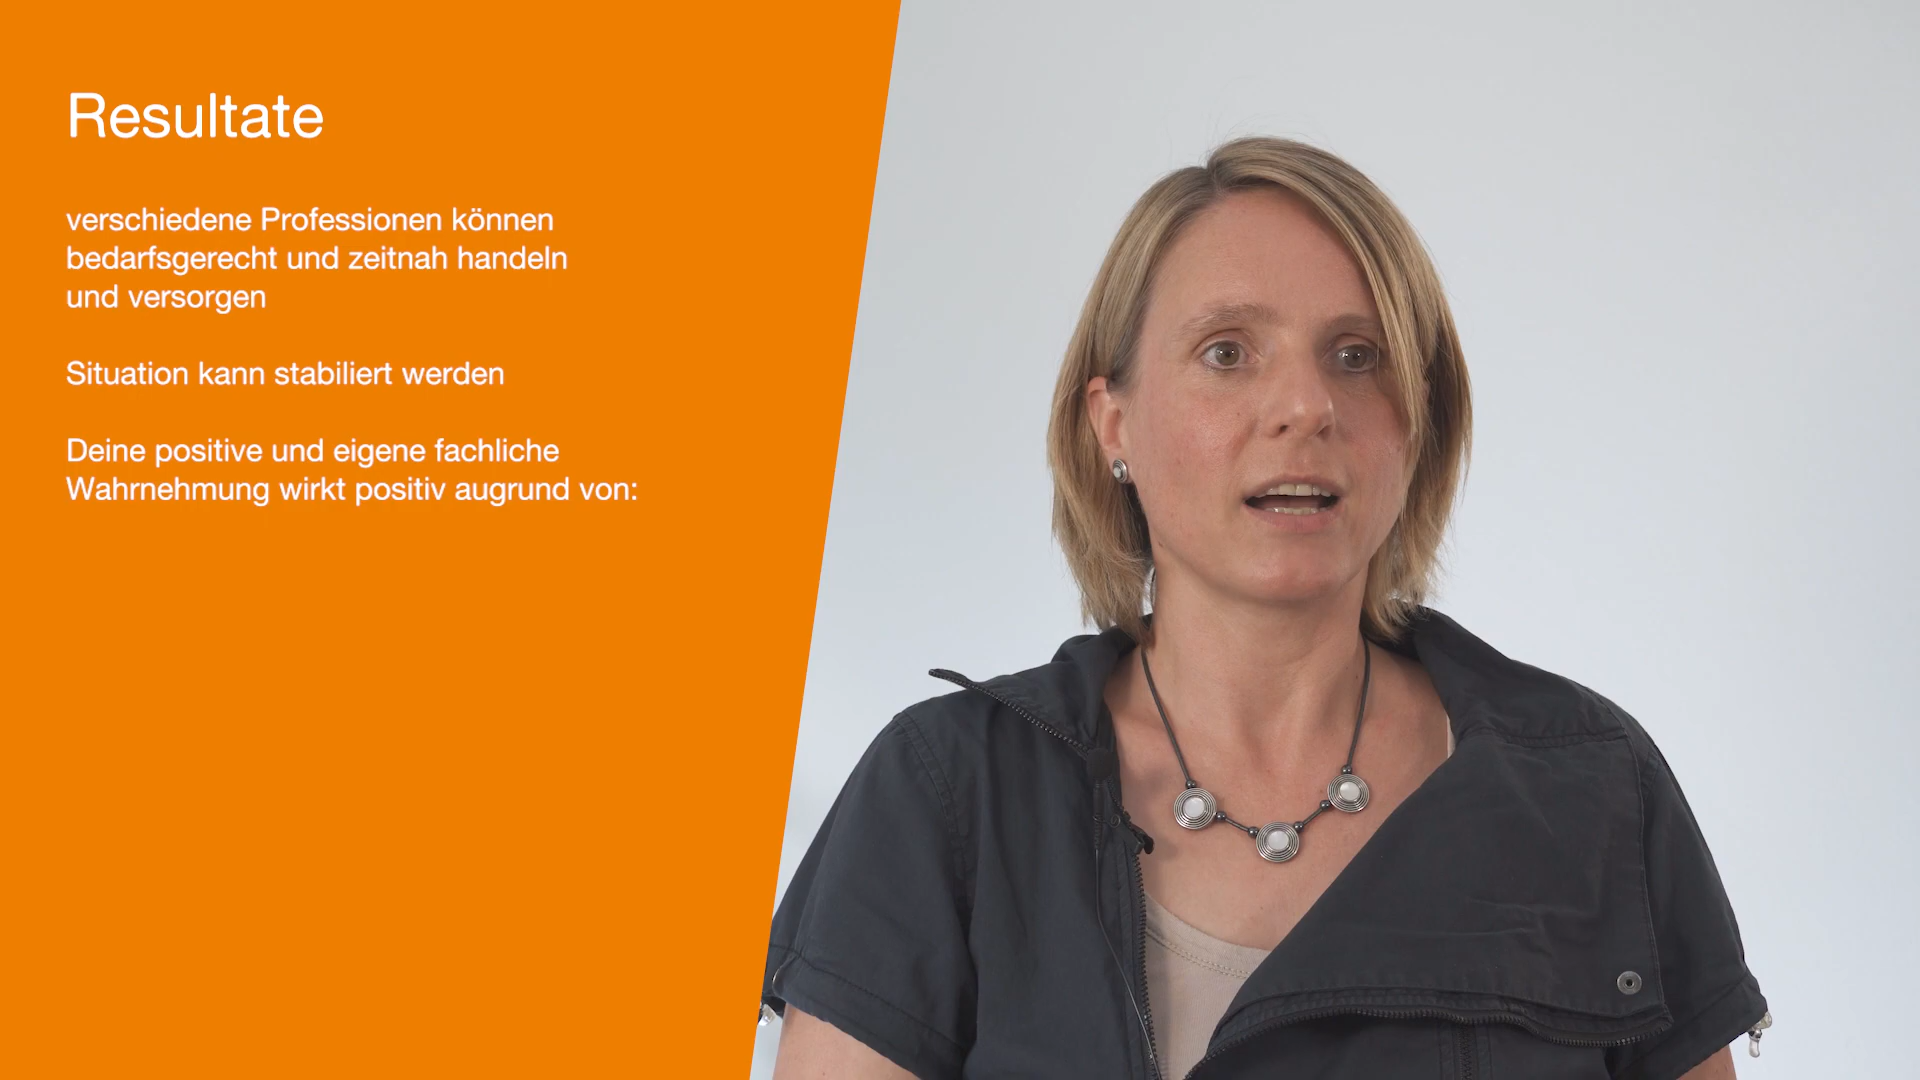 Resultate
verschiedene Professionen können
bedarfsgerecht und zeitnah handeln
und versorgen
Situation kann stabiliert werden
Deine positive und eigene fachliche
Wahrnehmung wirkt positiv augrund von: